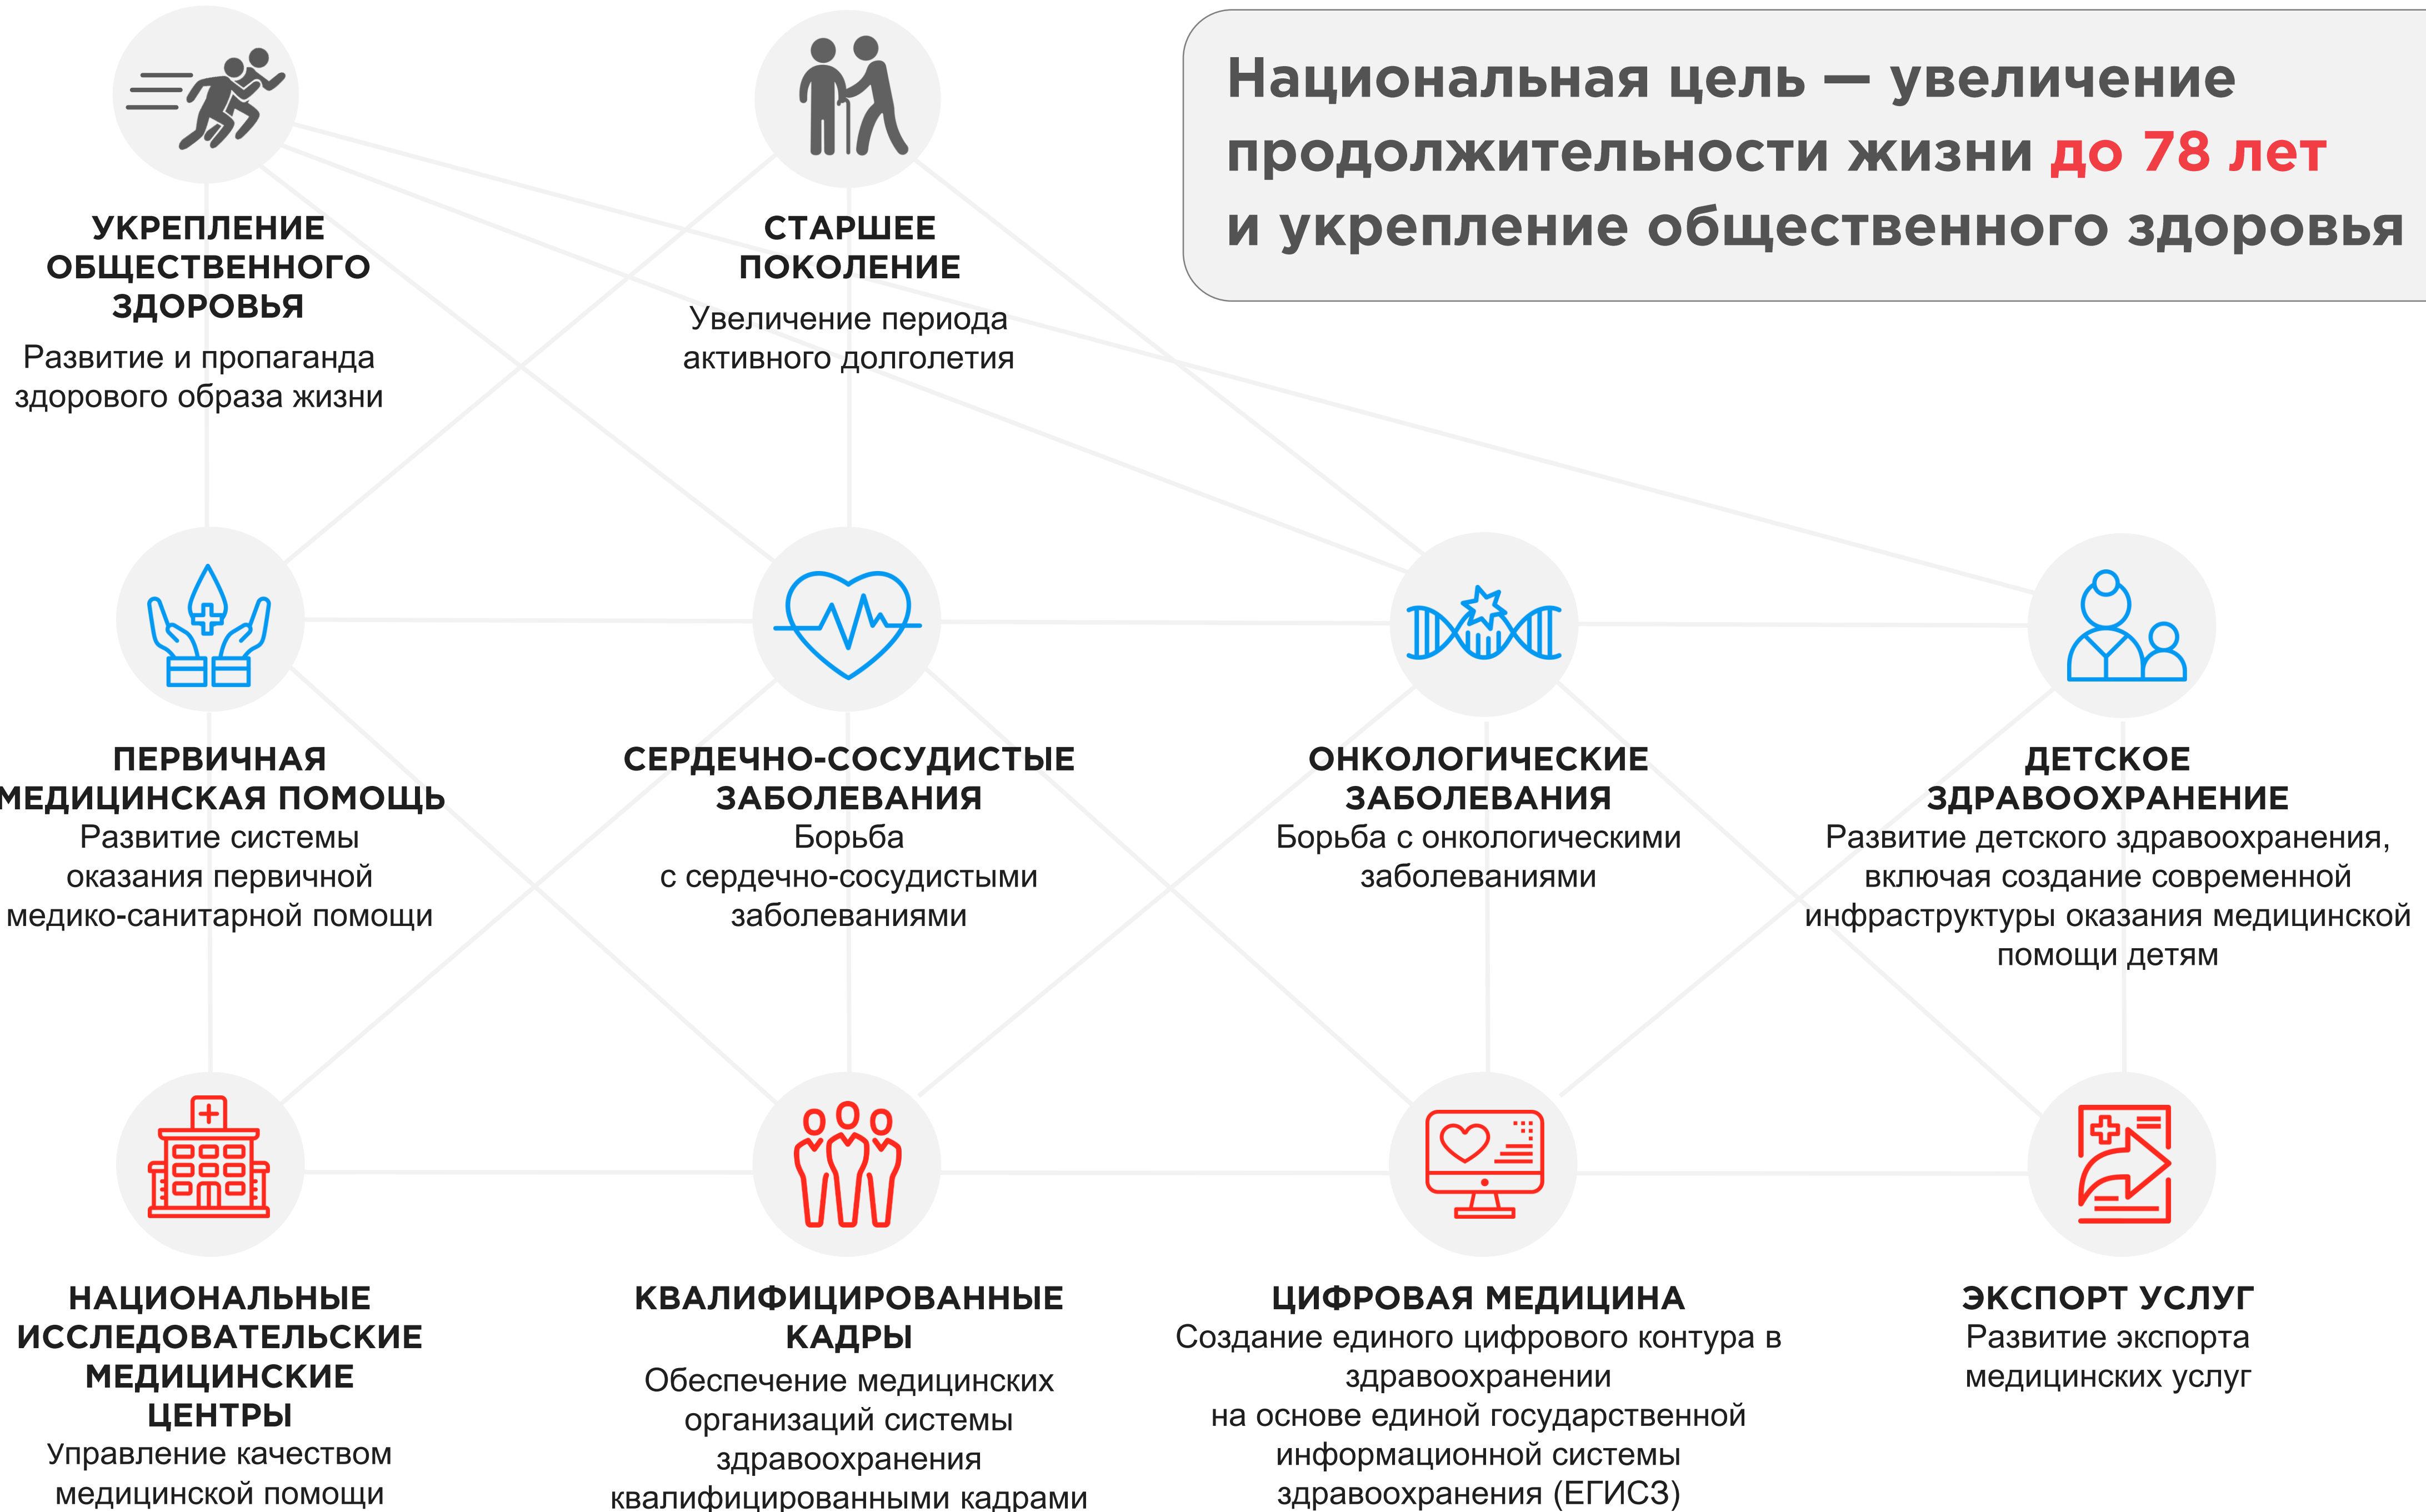 Национальная цель — увеличение
продолжительности жизни до 78 лет
и укрепление общественного здоровья
УКРЕПЛЕНИЕ
ОБЩЕСТВЕННОГО
ЗДОРОВЬЯ
Развитие и пропаганда
здорового образа жизни
СТАРШЕЕ
ПОКОЛЕНИЕ
Увеличение периода
активного долголетия
ПЕРВИЧНАЯ
МЕДИЦИНСКАЯ ПОМОЩЬ
Развитие системы
оказания первичной
медико-санитарной помощи
СЕРДЕЧНО-СОСУДИСТЫЕ
ЗАБОЛЕВАНИЯ
Борьба
с сердечно-сосудистыми
заболеваниями
ОНКОЛОГИЧЕСКИЕ
ЗАБОЛЕВАНИЯ
Борьба с онкологическими
заболеваниями
ДЕТСКОЕ
ЗДРАВООХРАНЕНИЕ
Развитие детского здравоохранения,
включая создание современной
инфраструктуры оказания медицинской
помощи детям
НАЦИОНАЛЬНЫЕ
ИССЛЕДОВАТЕЛЬСКИЕ
МЕДИЦИНСКИЕ
ЦЕНТРЫ
Управление качеством
медицинской помощи
КВАЛИФИЦИРОВАННЫЕ
КАДРЫ
Обеспечение медицинских
организаций системы
здравоохранения
квалифицированными кадрами
ЦИФРОВАЯ МЕДИЦИНА
Создание единого цифрового контура в
здравоохранении
на основе единой государственной
информационной системы
здравоохранения (ЕГИСЗ)
ЭКСПОРТ УСЛУГ
Развитие экспорта
медицинских услуг